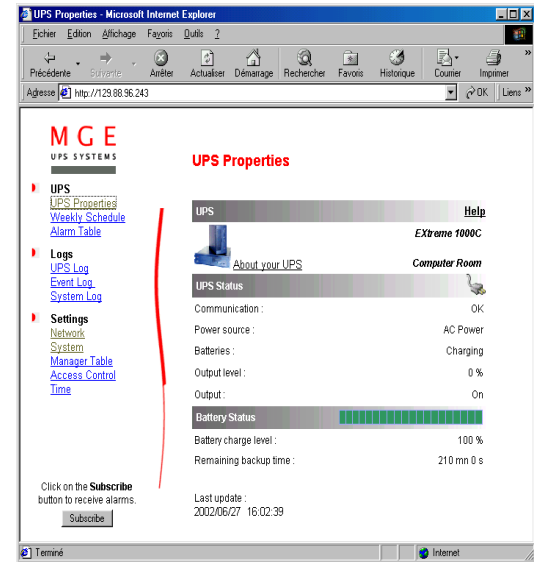 UPS Properties - Microsoft Internet Explorer
Fichier Edition Affichage Favoris Outils ?
Précédente Suivante Arrêter Actualiser Démarrage Rechercher Favoris Historique Courrier Imprimer »
Adresse http://129.88.96.243 OK Liens »
MGE
UPS SYSTEMS
UPS
UPS Properties
Weekly Schedule
Alarm Table
Logs
UPS Log
Event Log
System Log
Settings
Network
System
Manager Table
Access Control
Time
Click on the Subscribe
button to receive alarms.
Subscribe
UPS Properties
UPS Help
EXtreme 1000C
About your UPS Computer Room
UPS Status
Communication : OK
Power source : AC Power
Batteries : Charging
Output level : 0 %
Output : On
Battery Status
Battery charge level : 100 %
Remaining backup time : 210 mn 0 s
Last update :
2002/06/27 16:02:39
Terminé Internet